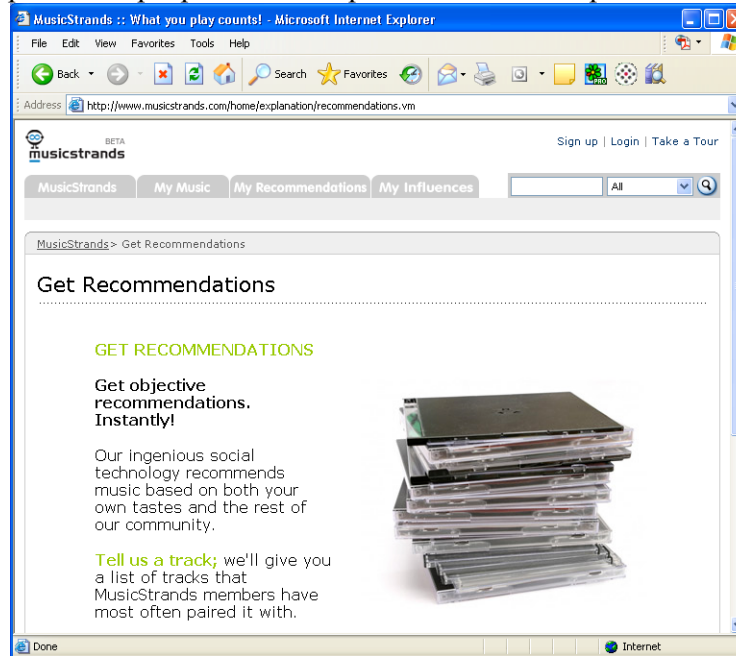 MusicStrands :: What you play counts! - Microsoft Internet Explorer
File Edit View Favorites Tools Help
Back Search Favorites
Address http://www.musicstrands.com/home/explanation/recommendations.vm
BETA
musicstrands
Sign up | Login | Take a Tour
MusicStrands My Music My Recommendations My Influences All
MusicStrands> Get Recommendations
Get Recommendations
GET RECOMMENDATIONS
Get objective
recommendations.
Instantly!
Our ingenious social
technology recommends
music based on both your
own tastes and the rest of
our community.
Tell us a track; we'll give you
a list of tracks that
MusicStrands members have
most often paired it with.
Done Internet